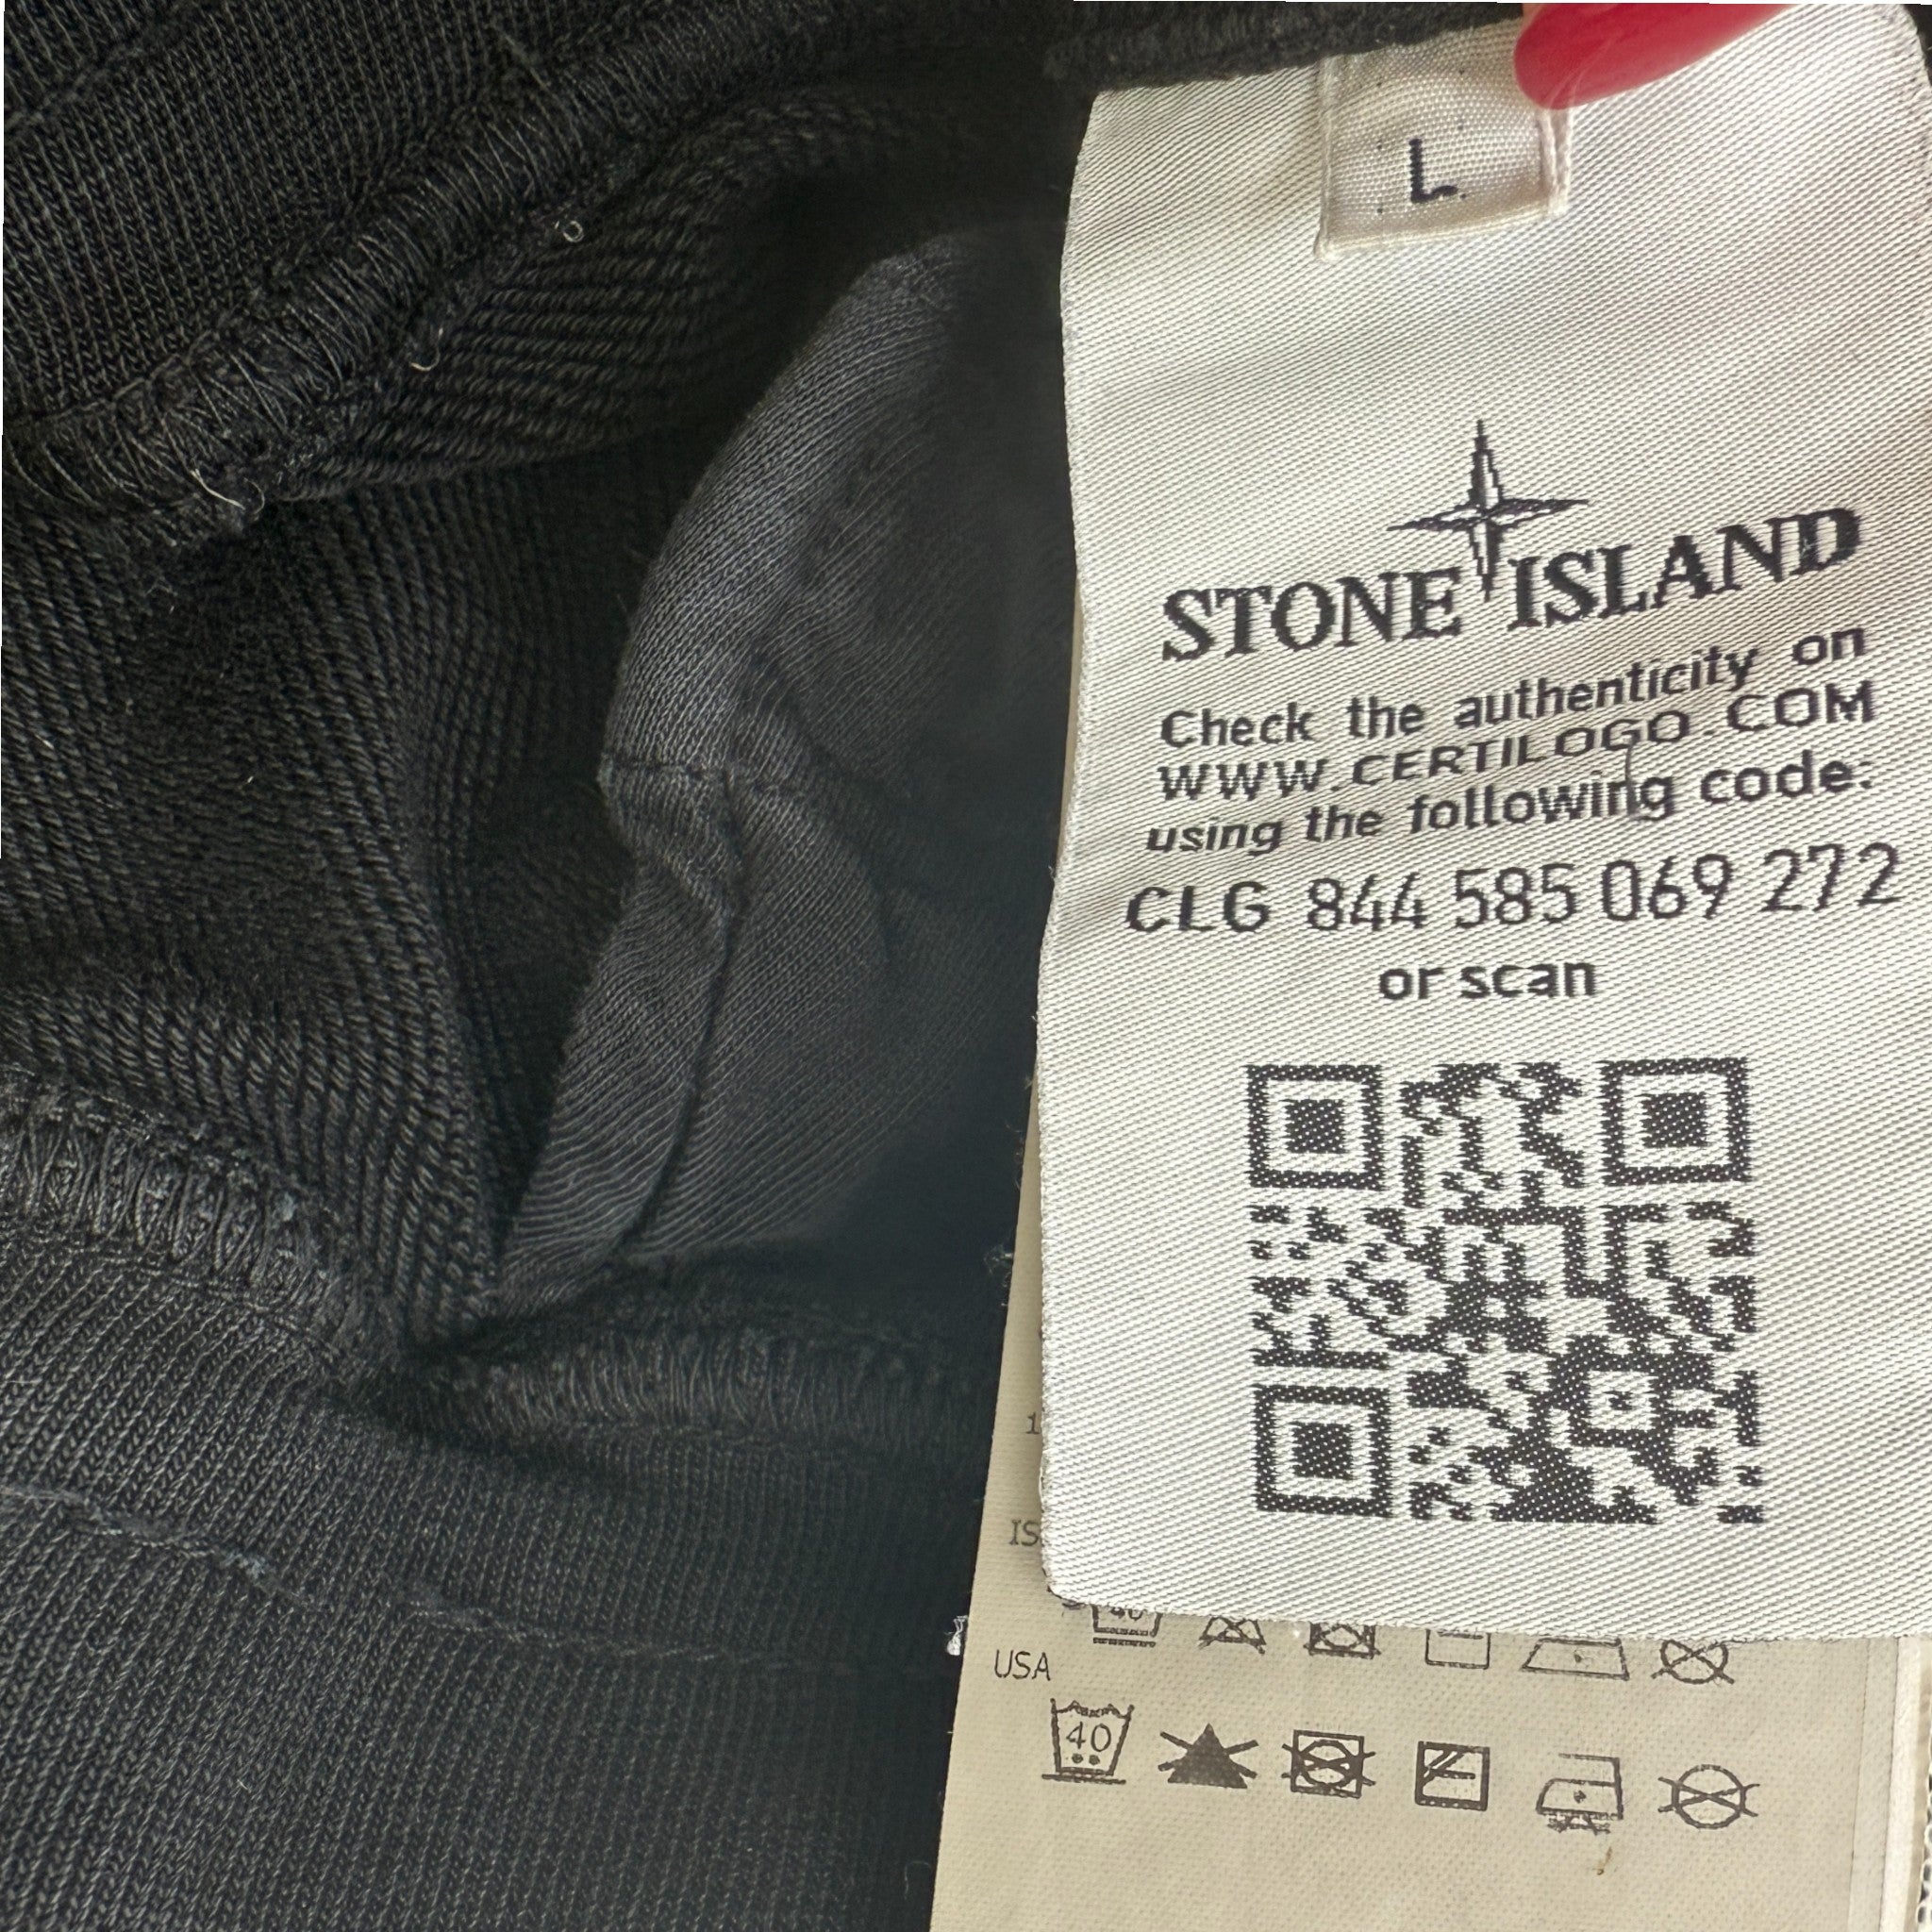 L
STONE ISLAND
Check the authenticity on
WWW.CERTILOGO.COM
using the following code:
CLG 844 585 069 272
or scan
40
USA
40